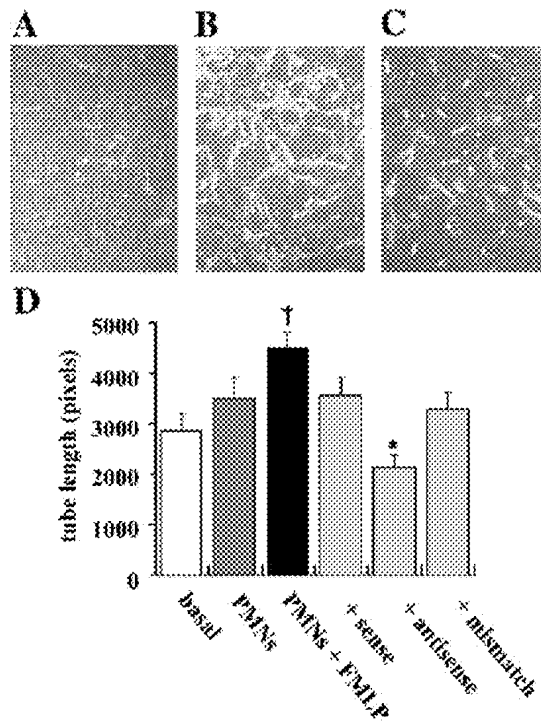 A B C
D
†
5000
4000
3000
2000
1000
0
*
tube length (pixels)
basal
PMNs
PMNs + FMLP
+ sense
+ antisense
+ mismatch